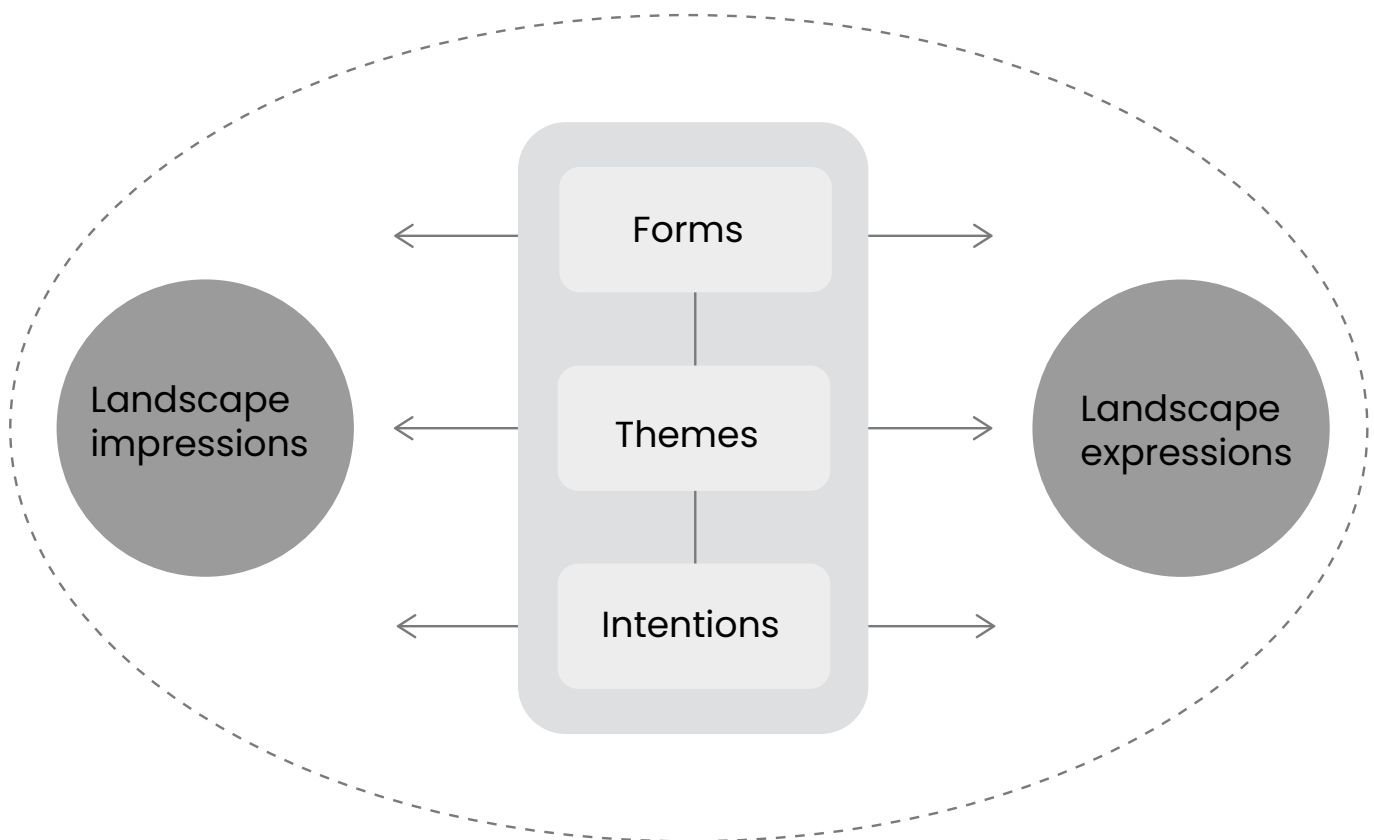 Forms
Landscape
impressions
Themes
Landscape
expressions
Intentions